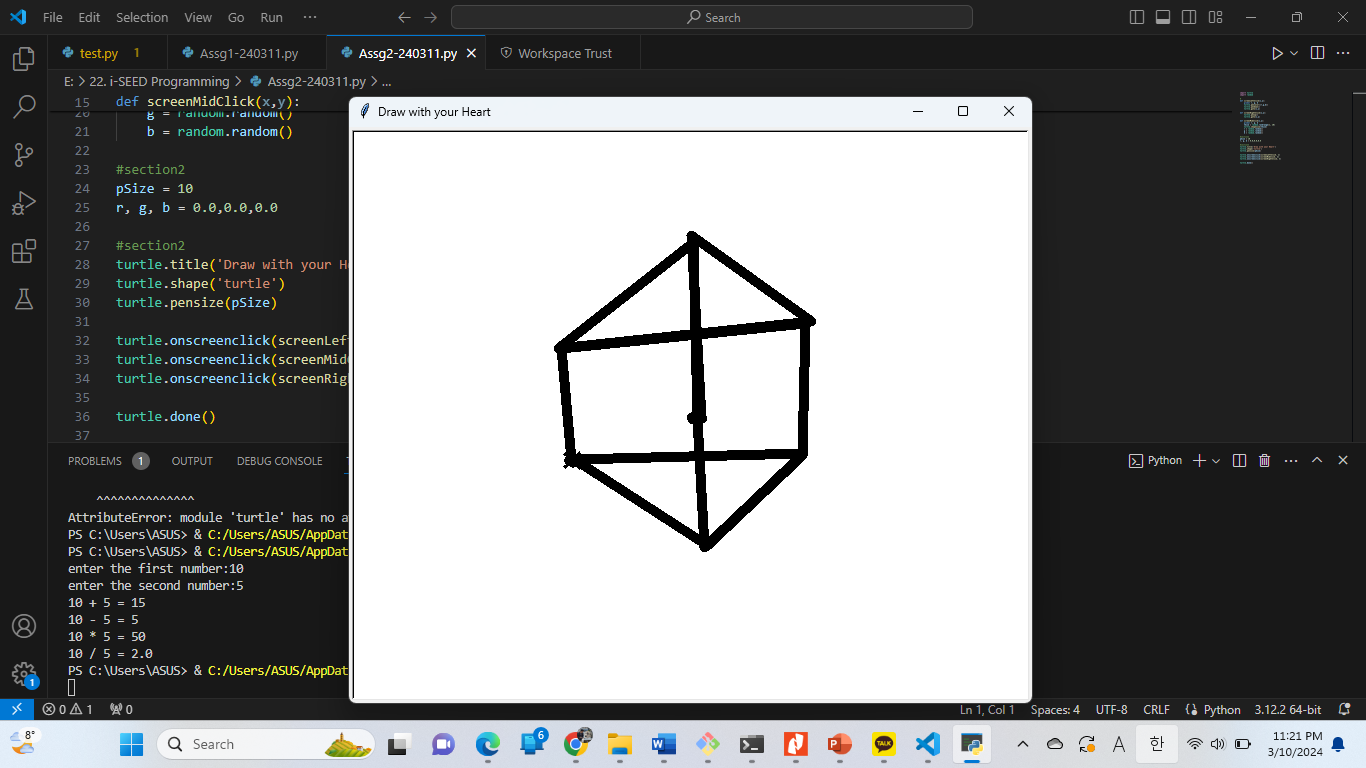 File Edit Selection View Go Run ··· Search
test.py 1 Assg1-240311.py Assg2-240311.py Workspace Trust
E: > 22. i-SEED Programming > Assg2-240311.py > ...
15 def screenMidClick(x,y):
20 g = random.random()
21 b = random.random()
22
23 #section2
24 pSize = 10
25 r, g, b = 0.0,0.0,0.0
26
27 #section2
28 turtle.title('Draw with your H
29 turtle.shape('turtle')
30 turtle.pensize(pSize)
31
32 turtle.onscreenclick(screenLef
33 turtle.onscreenclick(screenMid
34 turtle.onscreenclick(screenRig
35
36 turtle.done()
37
Draw with your Heart
PROBLEMS 1 OUTPUT DEBUG CONSOLE
Python
^^^^^^^^^^^^^^
AttributeError: module 'turtle' has no a
PS C:\Users\ASUS> & C:/Users/ASUS/AppDat
PS C:\Users\ASUS> & C:/Users/ASUS/AppDat
enter the first number:10
enter the second number:5
10 + 5 = 15
10 - 5 = 5
10 * 5 = 50
10 / 5 = 2.0
PS C:\Users\ASUS> & C:/Users/ASUS/AppDat
1
0 1 0 Ln 1, Col 1 Spaces: 4 UTF-8 CRLF Python 3.12.2 64-bit
8° Search 6 TALK A 한 11:21 PM
3/10/2024